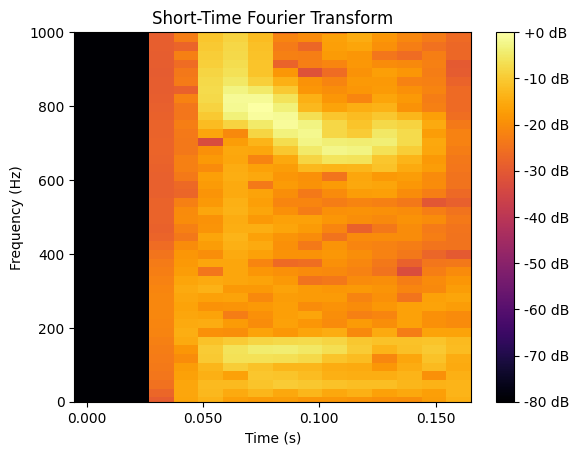 Short-Time Fourier Transform
1000
800
600
400
200
0
Frequency (Hz)
0.000
0.050
0.100
0.150
Time (s)
+0 dB
-10 dB
-20 dB
-30 dB
-40 dB
-50 dB
-60 dB
-70 dB
-80 dB